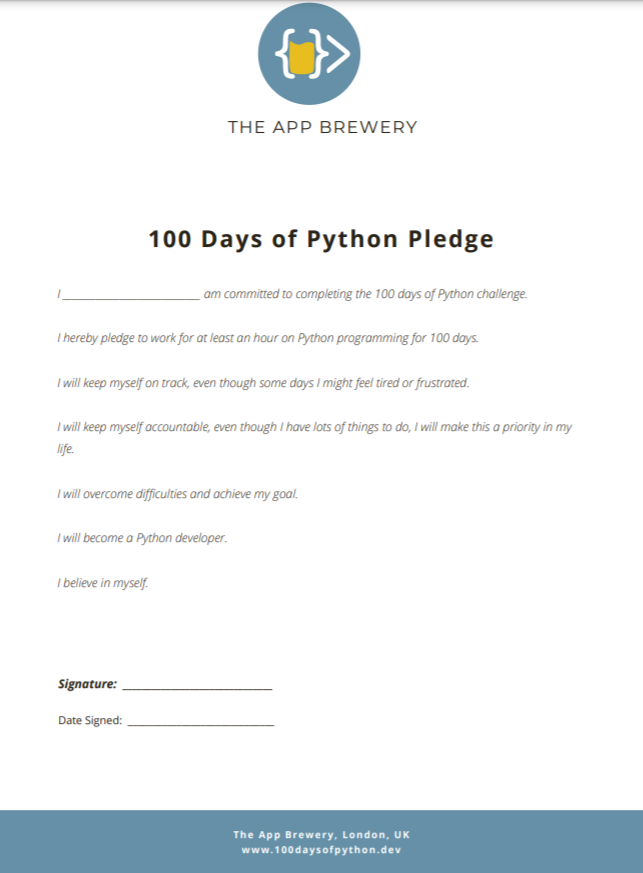 THE APP BREWERY
100 Days of Python Pledge
I ______________________ am committed to completing the 100 days of Python challenge.
I hereby pledge to work for at least an hour on Python programming for 100 days.
I will keep myself on track, even though some days I might feel tired or frustrated.
I will keep myself accountable, even though I have lots of things to do, I will make this a priority in my
life.
I will overcome difficulties and achieve my goal.
I will become a Python developer.
I believe in myself.
Signature: ________________________
Date Signed: ________________________
The App Brewery, London, UK
www.100daysofpython.dev